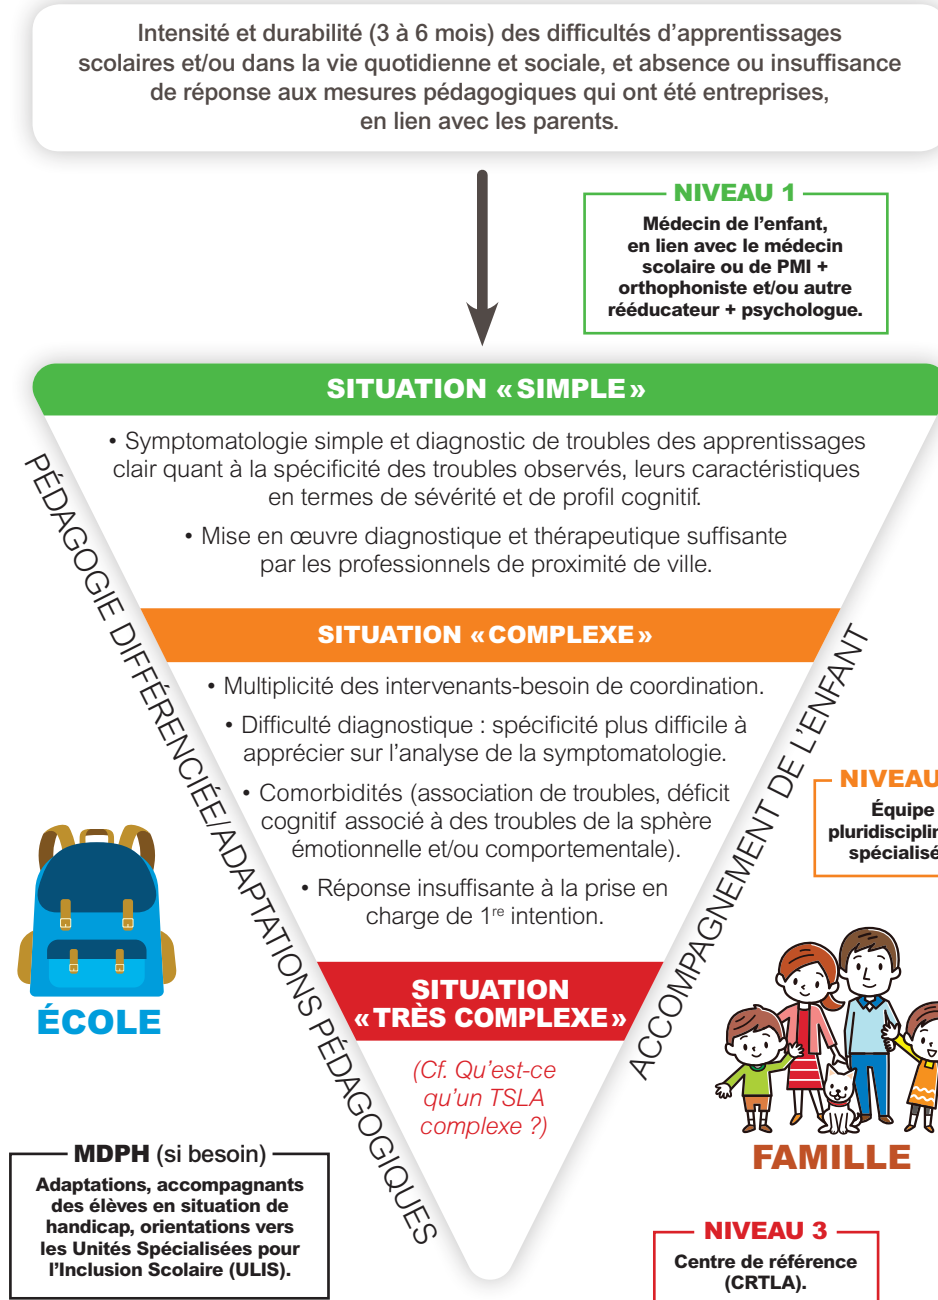 Intensité et durabilité (3 à 6 mois) des difficultés d’apprentissages
scolaires et/ou dans la vie quotidienne et sociale, et absence ou insuffisance
de réponse aux mesures pédagogiques qui ont été entreprises,
en lien avec les parents.
NIVEAU 1
Médecin de l’enfant,
en lien avec le médecin
scolaire ou de PMI +
orthophoniste et/ou autre
rééducateur + psychologue.
SITUATION « SIMPLE »
• Symptomatologie simple et diagnostic de troubles des apprentissages
clair quant à la spécificité des troubles observés, leurs caractéristiques
en termes de sévérité et de profil cognitif.
• Mise en œuvre diagnostique et thérapeutique suffisante
par les professionnels de proximité de ville.
PÉDAGOGIE DIFFÉRENCIÉE/ADAPTATIONS PÉDAGOGIQUES
ACCOMPAGNEMENT DE L’ENFANT
SITUATION « COMPLEXE »
• Multiplicité des intervenants-besoin de coordination.
• Difficulté diagnostique : spécificité plus difficile à
apprécier sur l’analyse de la symptomatologie.
• Comorbidités (association de troubles, déficit
cognitif associé à des troubles de la sphère
émotionnelle et/ou comportementale).
• Réponse insuffisante à la prise en
charge de 1re intention.
NIVEAU
Équipe
pluridisciplin
spécialisé
ÉCOLE
SITUATION
« TRÈS COMPLEXE »
(Cf. Qu’est-ce
qu’un TSLA
complexe ?)
FAMILLE
MDPH (si besoin)
Adaptations, accompagnants
des élèves en situation de
handicap, orientations vers
les Unités Spécialisées pour
l’Inclusion Scolaire (ULIS).
NIVEAU 3
Centre de référence
(CRTLA).